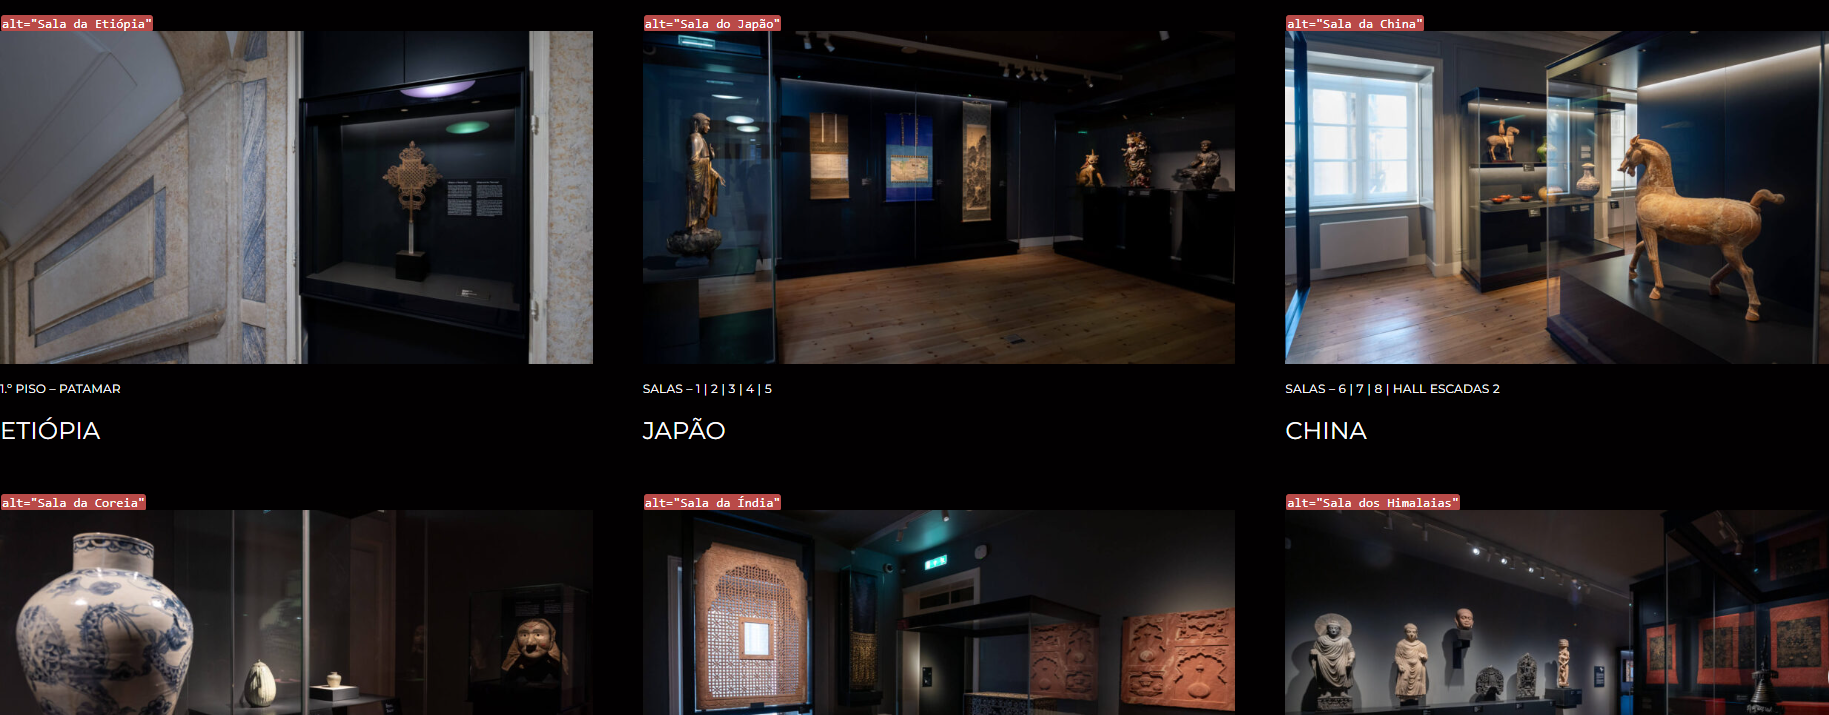 alt="Sala da Etiópia"
alt="Sala do Japão"
alt="Sala da China"
1.º PISO – PATAMAR
SALAS – 1 | 2 | 3 | 4 | 5
SALAS – 6 | 7 | 8 | HALL ESCADAS 2
ETIÓPIA
JAPÃO
CHINA
alt="Sala da Coreia"
alt="Sala da Índia"
alt="Sala dos Himalaias"